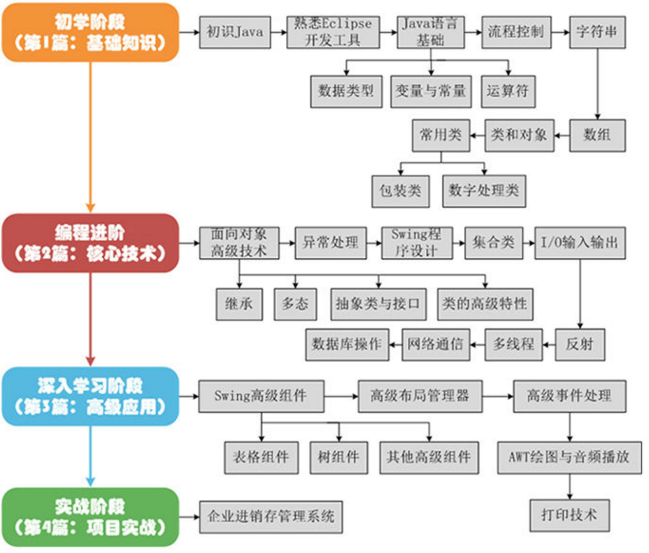 初学阶段
(第1篇：基础知识)
初识Java
熟悉Eclipse
开发工具
Java语言
基础
流程控制
字符串
数据类型
变量与常量
运算符
常用类
类和对象
数组
包装类
数字处理类
编程进阶
(第2篇：核心技术)
面向对象
高级技术
异常处理
Swing程
序设计
集合类
I/O输入输出
继承
多态
抽象类与接口
类的高级特性
数据库操作
网络通信
多线程
反射
深入学习阶段
(第3篇：高级应用)
Swing高级组件
高级布局管理器
高级事件处理
表格组件
树组件
其他高级组件
AWT绘图与音频播放
实战阶段
(第4篇：项目实战)
企业进销存管理系统
打印技术